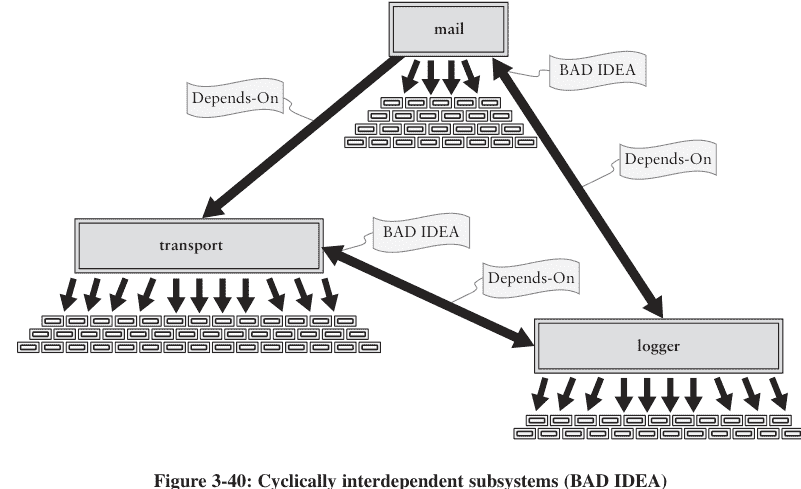 mail
BAD IDEA
Depends-On
Depends-On
transport
BAD IDEA
Depends-On
logger
Figure 3-40: Cyclically interdependent subsystems (BAD IDEA)